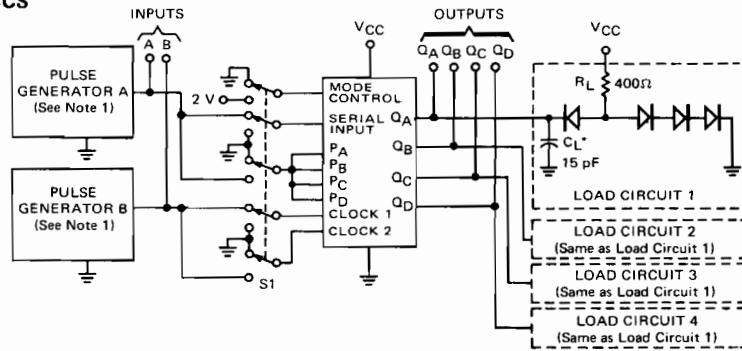 CS
INPUTS
A B
OUTPUTS
QA QB QC QD
VCC
VCC
PULSE
GENERATOR A
(See Note 1)
2 V
MODE
CONTROL
SERIAL
INPUT
PA
PB
PC
PD
CLOCK 1
CLOCK 2
QA
QB
QC
QD
RL 400Ω
CL*
15 pF
LOAD CIRCUIT 1
PULSE
GENERATOR B
(See Note 1)
S1
LOAD CIRCUIT 2
(Same as Load Circuit 1)
LOAD CIRCUIT 3
(Same as Load Circuit 1)
LOAD CIRCUIT 4
(Same as Load Circuit 1)